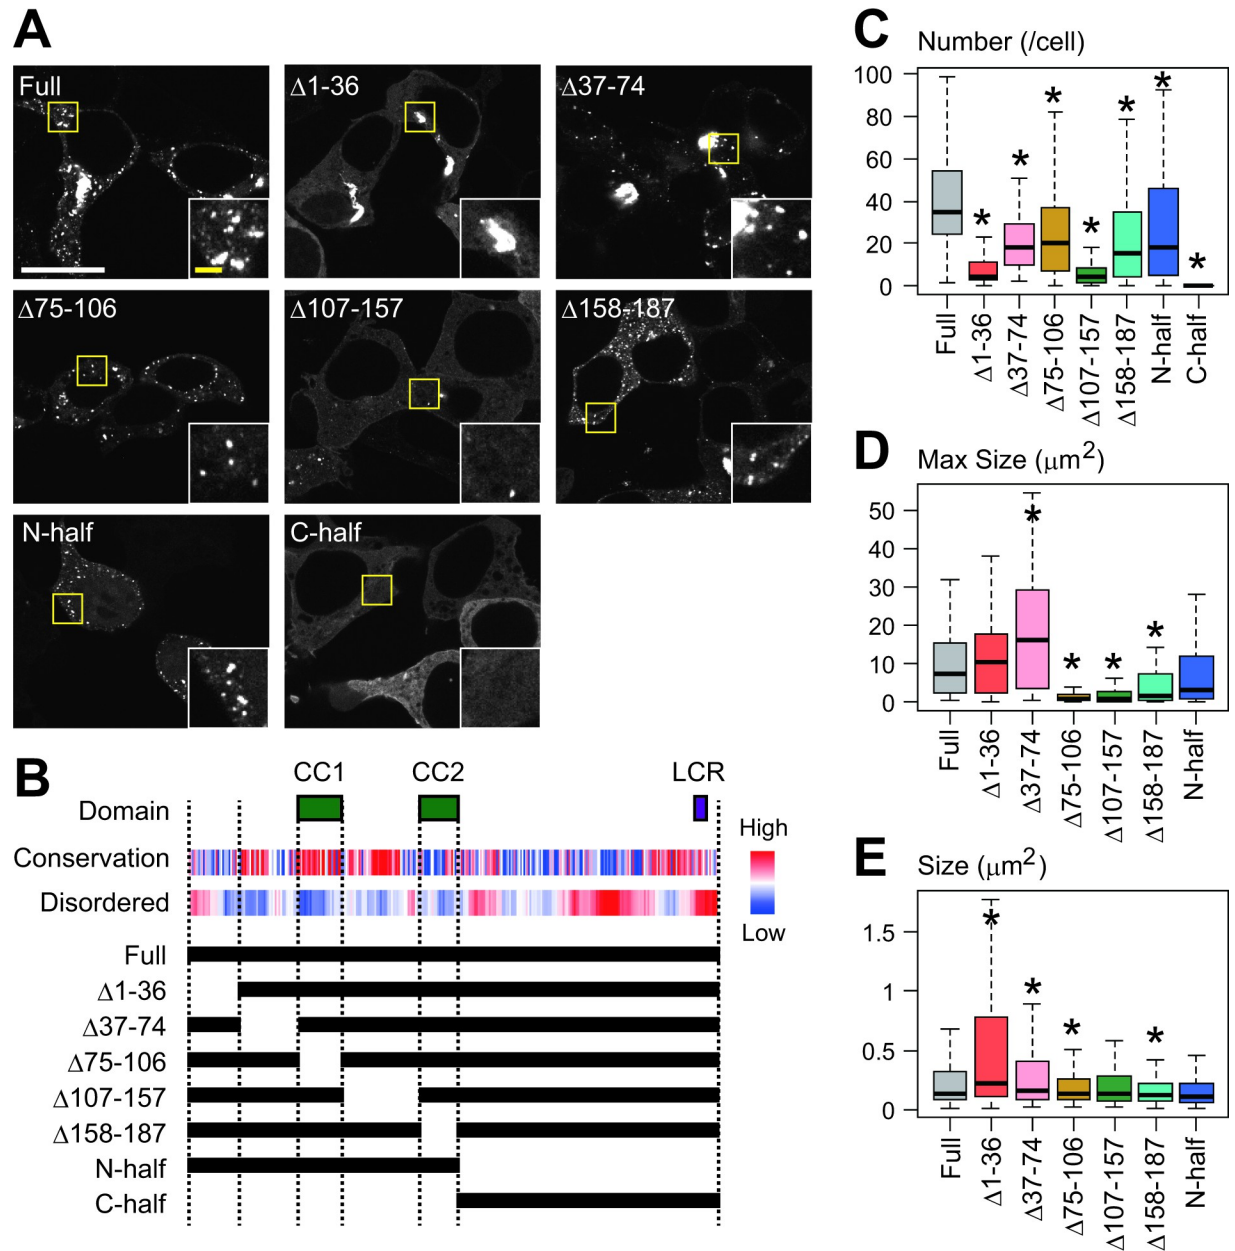 A
Full
Δ1-36
Δ37-74
Δ75-106
Δ107-157
Δ158-187
N-half
C-half
B
CC1
CC2
LCR
Domain
Conservation
Disordered
High
Low
Full
Δ1-36
Δ37-74
Δ75-106
Δ107-157
Δ158-187
N-half
C-half
C
Number (/cell)
100
80
60
40
20
0
* * * * * * *
Full
Δ1-36
Δ37-74
Δ75-106
Δ107-157
Δ158-187
N-half
C-half
D
Max Size (μm²)
50
40
30
20
10
0
* * * *
Full
Δ1-36
Δ37-74
Δ75-106
Δ107-157
Δ158-187
N-half
E
Size (μm²)
1.5
1
0.5
0
* * * *
Full
Δ1-36
Δ37-74
Δ75-106
Δ107-157
Δ158-187
N-half